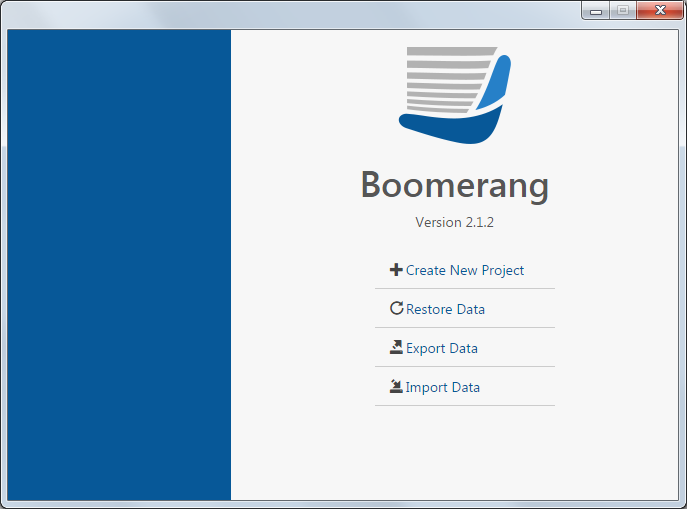 Boomerang
Version 2.1.2
Create New Project
Restore Data
Export Data
Import Data